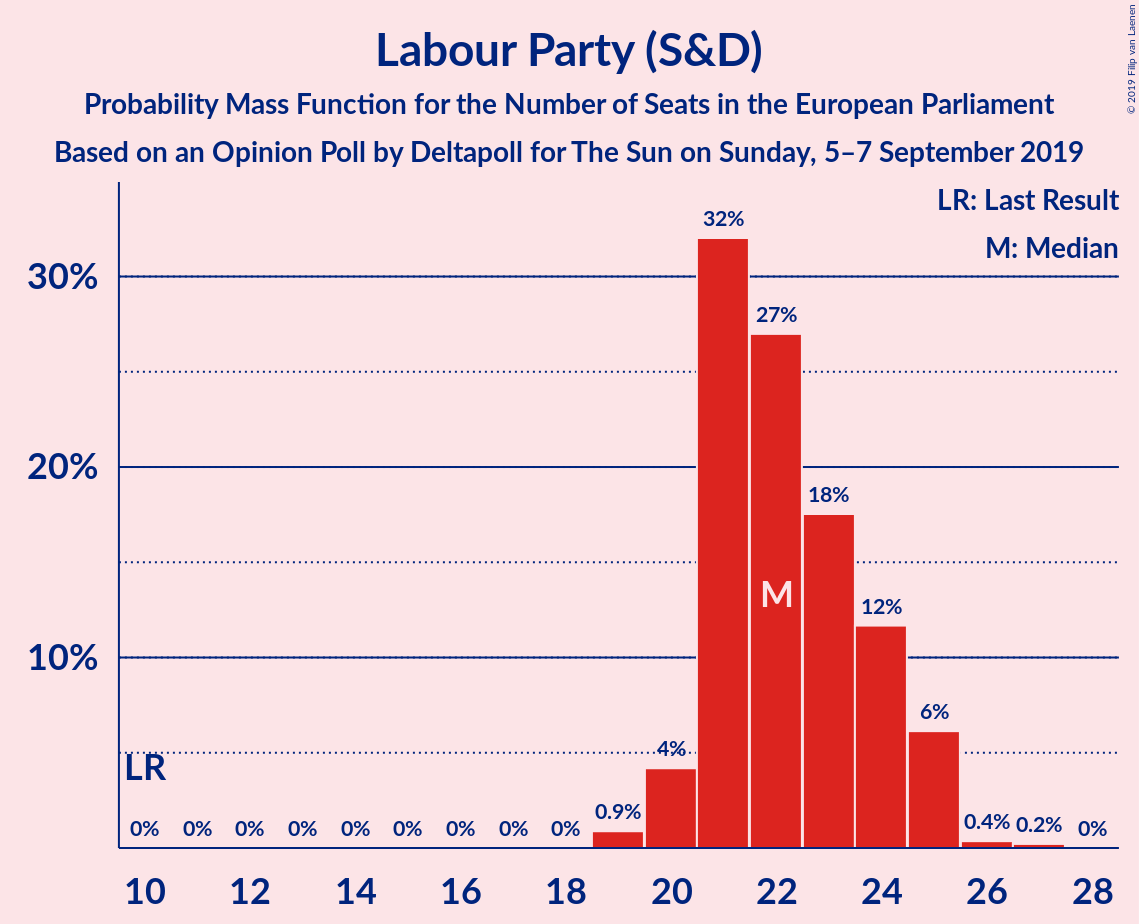 © 2019 Filip van Laenen
Labour Party (S&D)
Probability Mass Function for the Number of Seats in the European Parliament
Based on an Opinion Poll by Deltapoll for The Sun on Sunday, 5–7 September 2019
LR: Last Result
M: Median
32%
30%
27%
20%
18%
M
12%
10%
6%
4%
LR
0% 0% 0% 0% 0% 0% 0% 0% 0% 0.9% 0.4% 0.2% 0%
10 12 14 16 18 20 22 24 26 28